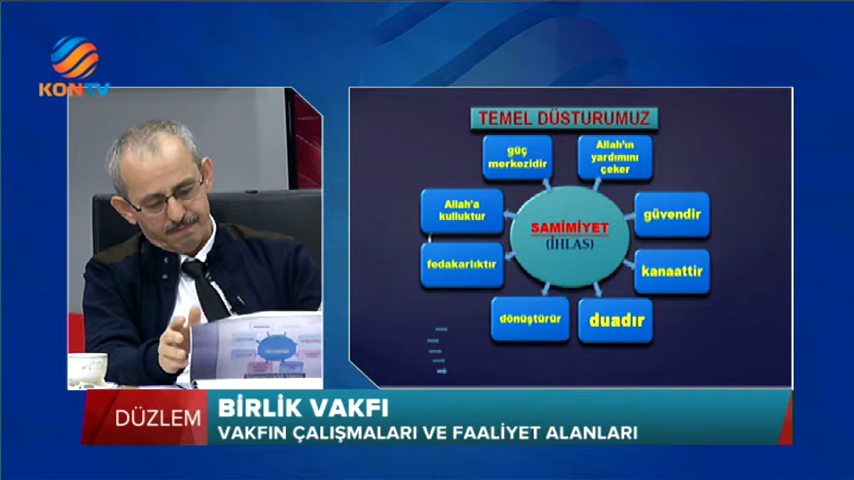 KONTV
TEMEL DÜSTURUMUZ
güç
merkezidir
Allah'ın
yardımını
çeker
Allah'a
kulluktur
güvendir
SAMİMİYET
(İHLAS)
fedakarlıktır
kanaattir
dönüştürür
duadır
DÜZLEM
BİRLİK VAKFI
VAKFIN ÇALIŞMALARI VE FAALİYET ALANLARI